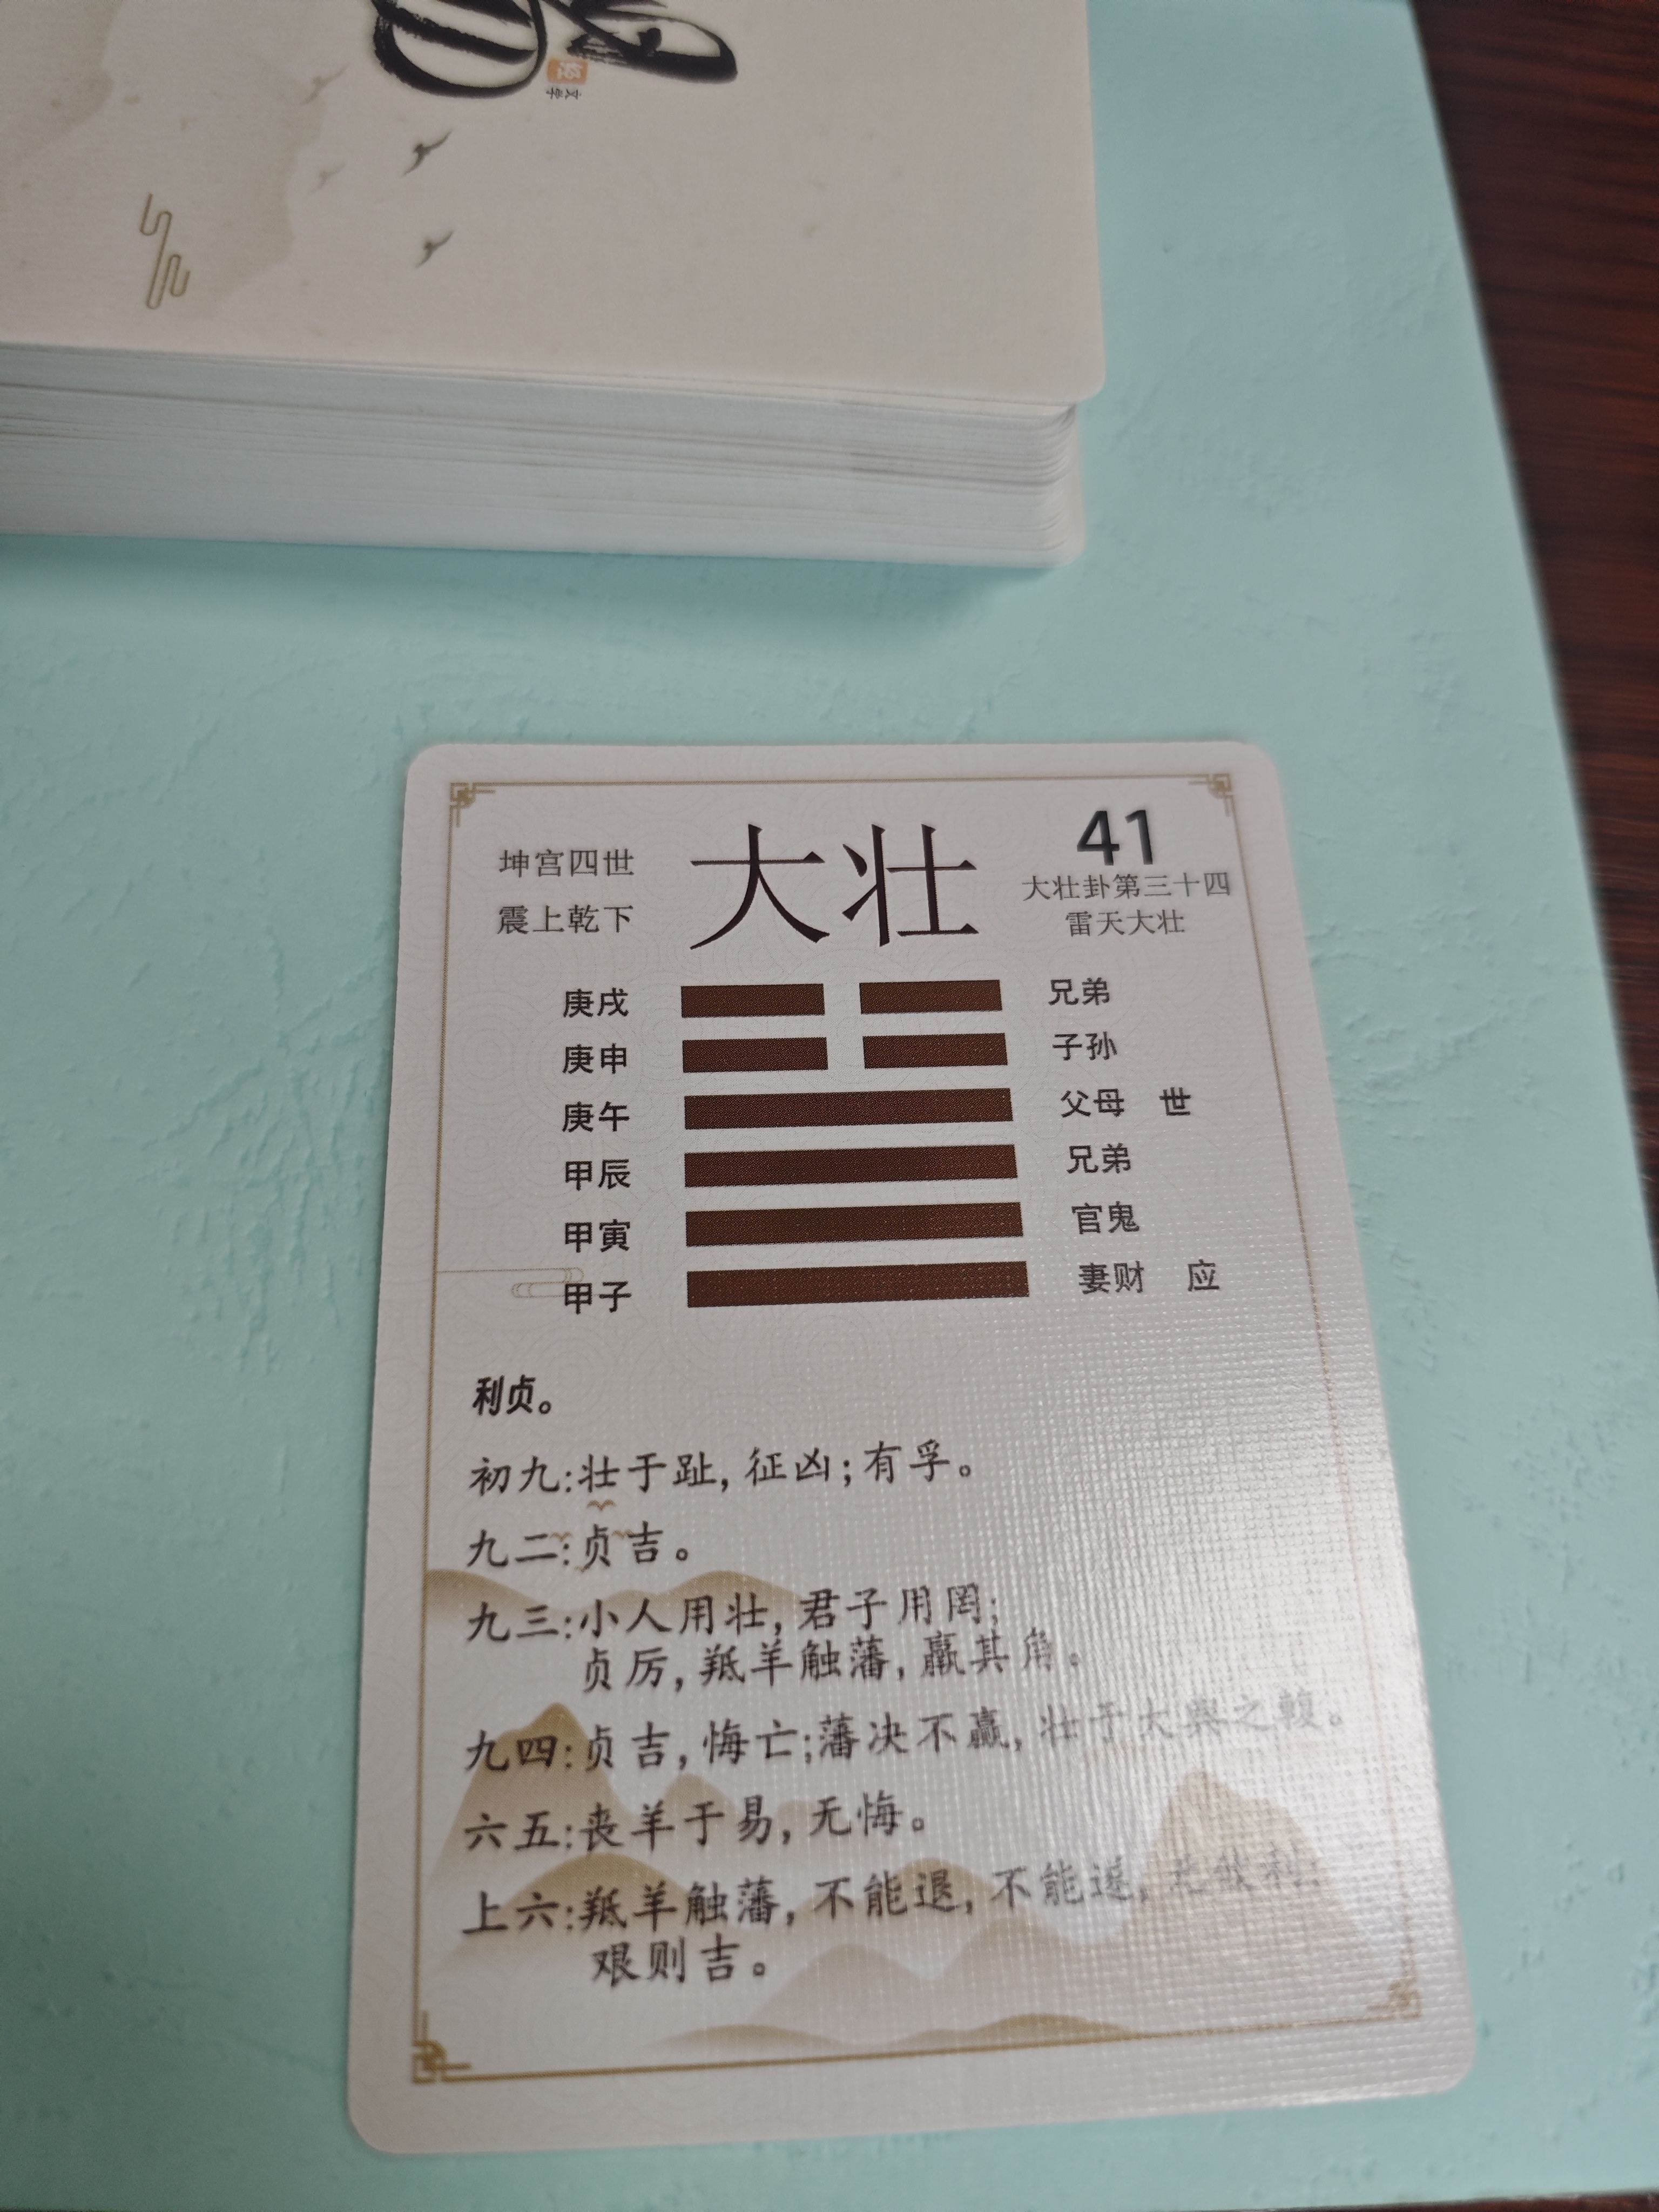 文学
坤宫四世
震上乾下
大壮
41
大壮卦第三十四
雷天大壮
庚戌 兄弟
庚申 子孙
庚午 父母 世
甲辰 兄弟
甲寅 官鬼
甲子 妻财 应
利贞。
初九:壮于趾,征凶;有孚。
九二:贞吉。
九三:小人用壮,君子用罔;
贞厉,羝羊触藩,羸其角。
九四:贞吉,悔亡;藩决不羸,壮于大舆之輹。
六五:丧羊于易,无悔。
上六:羝羊触藩,不能退,不能遂,无攸利;
艰则吉。